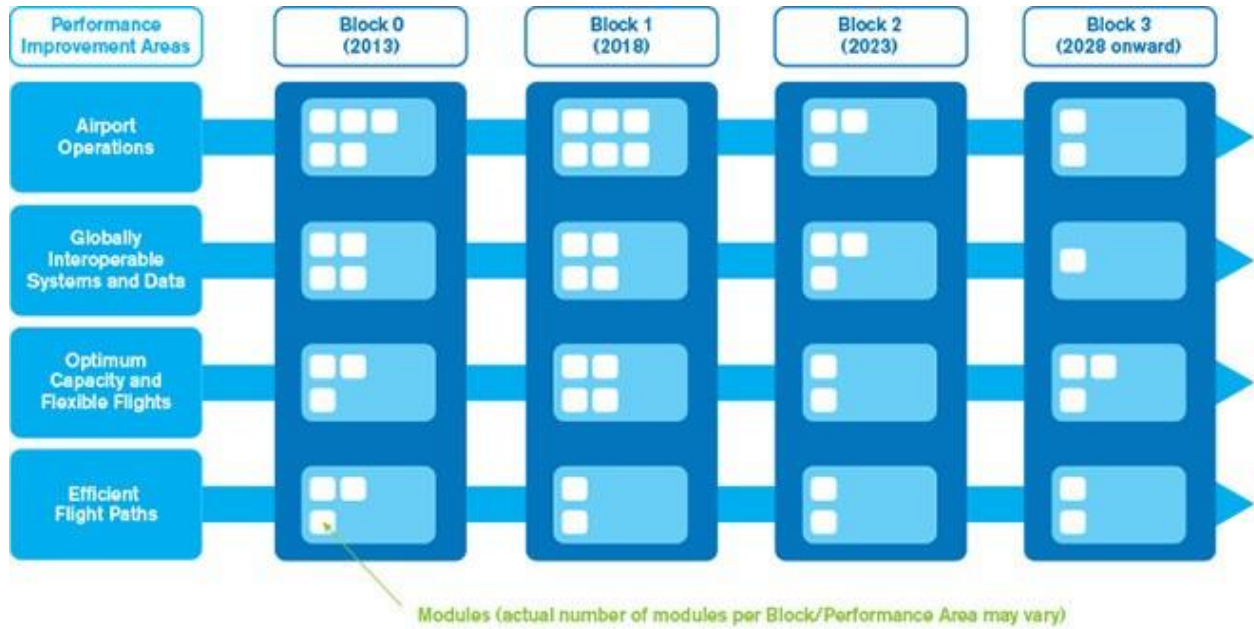 Performance
Improvement Areas
Block 0
(2013)
Block 1
(2018)
Block 2
(2023)
Block 3
(2028 onward)
Airport
Operations
Globally
Interoperable
Systems and Data
Optimum
Capacity and
Flexible Flights
Efficient
Flight Paths
Modules (actual number of modules per Block/Performance Area may vary)